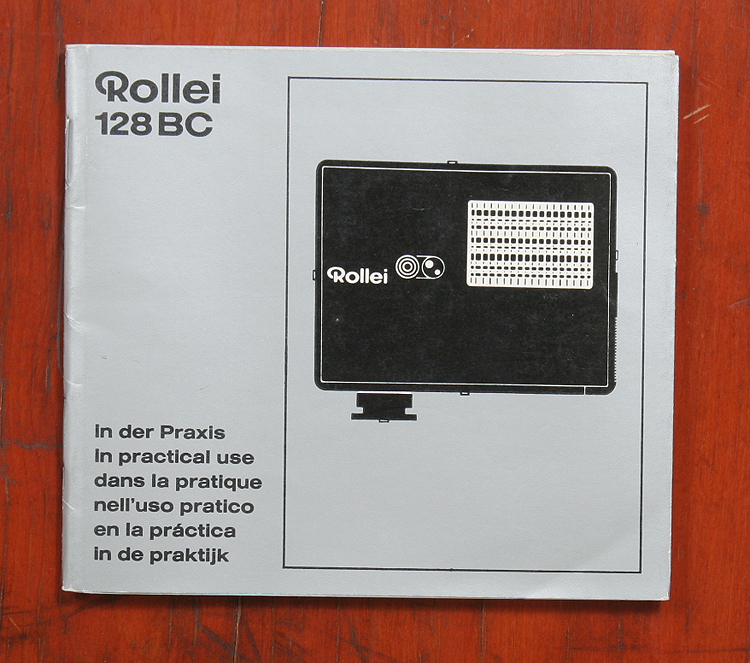 Rollei
128 BC
Rollei
In der Praxis
In practical use
dans la pratique
nell'uso pratico
en la práctica
in de praktijk